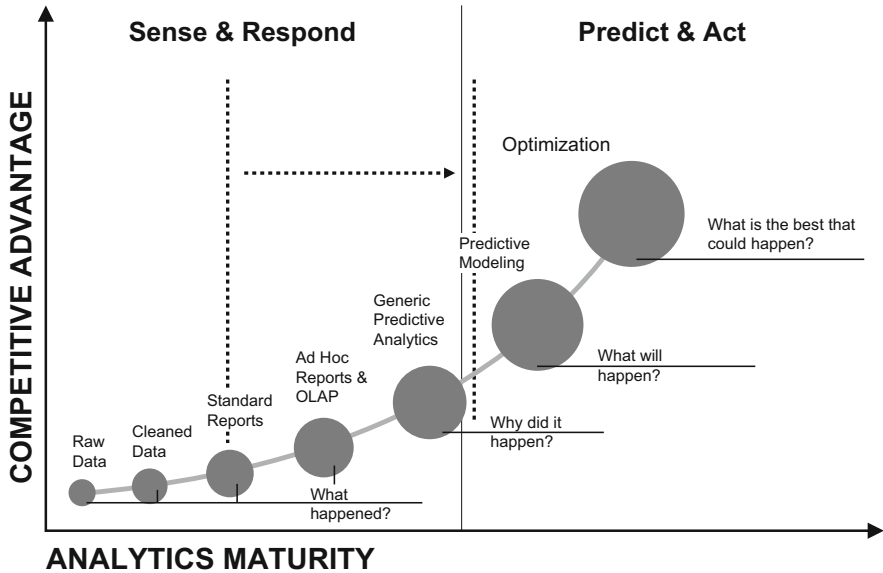 Sense & Respond
Predict & Act
COMPETITIVE ADVANTAGE
Optimization
What is the best that
could happen?
Predictive
Modeling
What will
happen?
Generic
Predictive
Analytics
Why did it
happen?
Ad Hoc
Reports &
OLAP
Standard
Reports
Cleaned
Data
Raw
Data
What
happened?
ANALYTICS MATURITY